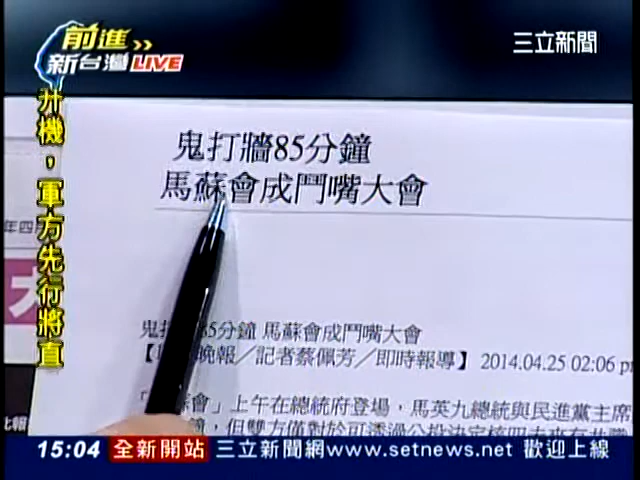 前進
新台灣LIVE
三立新聞
升機，軍方先行將直
鬼打牆85分鐘
馬蘇會成鬥嘴大會
鬼打 85分鐘 馬蘇會成鬥嘴大會
晚報／記者蔡佩芳／即時報導】 2014.04.25 02:06 p
會」上午在總統府登場，馬英九總統與民進黨主席
鐘，但雙方僅對於可透過公投決定核四未來有共識
15:04 全新開站 三立新聞網www.setnews.net 歡迎上線